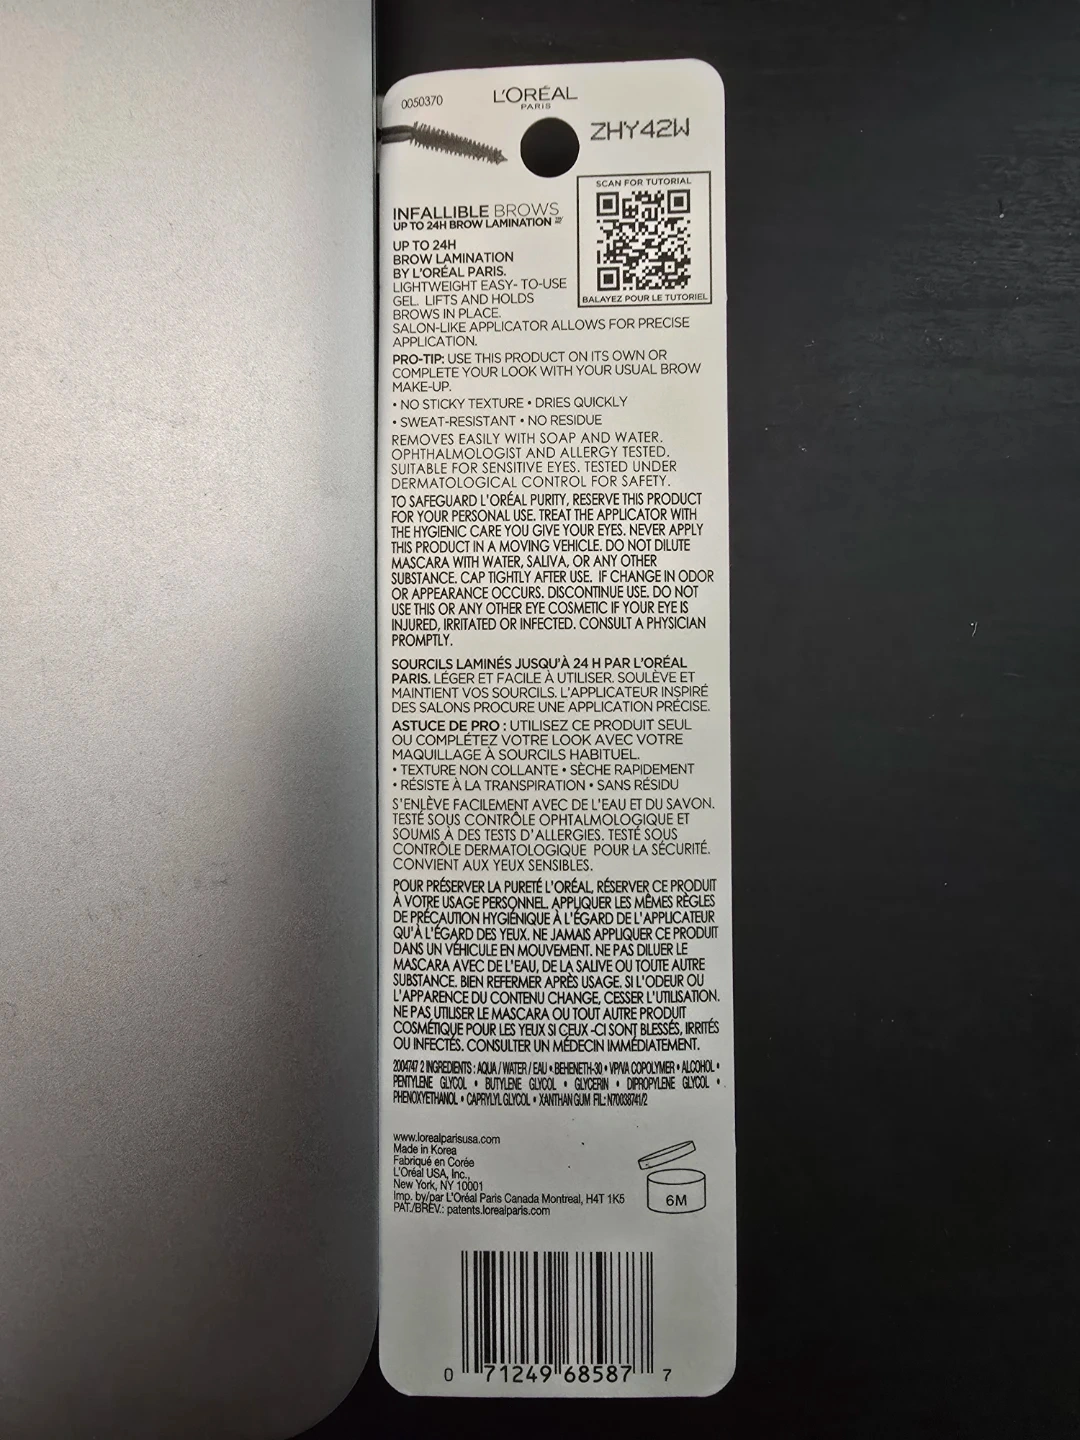 0050370
L'ORÉAL
PARIS
ZHY42W
SCAN FOR TUTORIAL
BALAYEZ POUR LE TUTORIEL
INFALLIBLE BROWS
UP TO 24H BROW LAMINATION
UP TO 24H
BROW LAMINATION
BY L'ORÉAL PARIS.
LIGHTWEIGHT EASY- TO-USE
GEL. LIFTS AND HOLDS
BROWS IN PLACE.
SALON-LIKE APPLICATOR ALLOWS FOR PRECISE
APPLICATION.
PRO-TIP: USE THIS PRODUCT ON ITS OWN OR
COMPLETE YOUR LOOK WITH YOUR USUAL BROW
MAKE-UP.
• NO STICKY TEXTURE • DRIES QUICKLY
• SWEAT-RESISTANT • NO RESIDUE
REMOVES EASILY WITH SOAP AND WATER.
OPHTHALMOLOGIST AND ALLERGY TESTED.
SUITABLE FOR SENSITIVE EYES. TESTED UNDER
DERMATOLOGICAL CONTROL FOR SAFETY.
TO SAFEGUARD L'ORÉAL PURITY, RESERVE THIS PRODUCT
FOR YOUR PERSONAL USE. TREAT THE APPLICATOR WITH
THE HYGIENIC CARE YOU GIVE YOUR EYES. NEVER APPLY
THIS PRODUCT IN A MOVING VEHICLE. DO NOT DILUTE
MASCARA WITH WATER, SALIVA, OR ANY OTHER
SUBSTANCE. CAP TIGHTLY AFTER USE. IF CHANGE IN ODOR
OR APPEARANCE OCCURS. DISCONTINUE USE. DO NOT
USE THIS OR ANY OTHER EYE COSMETIC IF YOUR EYE IS
INJURED, IRRITATED OR INFECTED. CONSULT A PHYSICIAN
PROMPTLY.
SOURCILS LAMINÉS JUSQU'À 24 H PAR L'ORÉAL
PARIS. LÉGER ET FACILE À UTILISER. SOULÈVE ET
MAINTIENT VOS SOURCILS. L'APPLICATEUR INSPIRÉ
DES SALONS PROCURE UNE APPLICATION PRÉCISE.
ASTUCE DE PRO : UTILISEZ CE PRODUIT SEUL
OU COMPLÉTEZ VOTRE LOOK AVEC VOTRE
MAQUILLAGE À SOURCILS HABITUEL.
• TEXTURE NON COLLANTE • SÈCHE RAPIDEMENT
• RÉSISTE À LA TRANSPIRATION • SANS RÉSIDU
S'ENLÈVE FACILEMENT AVEC DE L'EAU ET DU SAVON.
TESTÉ SOUS CONTRÔLE OPHTALMOLOGIQUE ET
SOUMIS À DES TESTS D'ALLERGIES. TESTÉ SOUS
CONTRÔLE DERMATOLOGIQUE POUR LA SÉCURITÉ.
CONVIENT AUX YEUX SENSIBLES.
POUR PRÉSERVER LA PURETÉ L'ORÉAL, RÉSERVER CE PRODUIT
À VOTRE USAGE PERSONNEL. APPLIQUER LES MÊMES RÈGLES
DE PRÉCAUTION HYGIÉNIQUE À L'ÉGARD DE L'APPLICATEUR
QU'À L'ÉGARD DES YEUX. NE JAMAIS APPLIQUER CE PRODUIT
DANS UN VÉHICULE EN MOUVEMENT. NE PAS DILUER LE
MASCARA AVEC DE L'EAU, DE LA SALIVE OU TOUTE AUTRE
SUBSTANCE. BIEN REFERMER APRÈS USAGE. SI L'ODEUR OU
L'APPARENCE DU CONTENU CHANGE, CESSER L'UTILISATION.
NE PAS UTILISER LE MASCARA OU TOUT AUTRE PRODUIT
COSMÉTIQUE POUR LES YEUX SI CEUX -CI SONT BLESSÉS, IRRITÉS
OU INFECTÉS. CONSULTER UN MÉDECIN IMMÉDIATEMENT.
2004747 2 INGREDIENTS : AQUA / WATER / EAU • BEHENETH-30 • VP/VA COPOLYMER • ALCOHOL •
PENTYLENE GLYCOL • BUTYLENE GLYCOL • GLYCERIN • DIPROPYLENE GLYCOL •
PHENOXYETHANOL • CAPRYLYL GLYCOL • XANTHAN GUM FIL: N70038741/2
www.lorealparisusa.com
Made in Korea
Fabriqué en Corée
L'Oréal USA, Inc.,
New York, NY 10001
Imp. by/par L'Oréal Paris Canada Montreal, H4T 1K5
PAT./BREV.: patents.lorealparis.com
6M
0 71249 68587 7